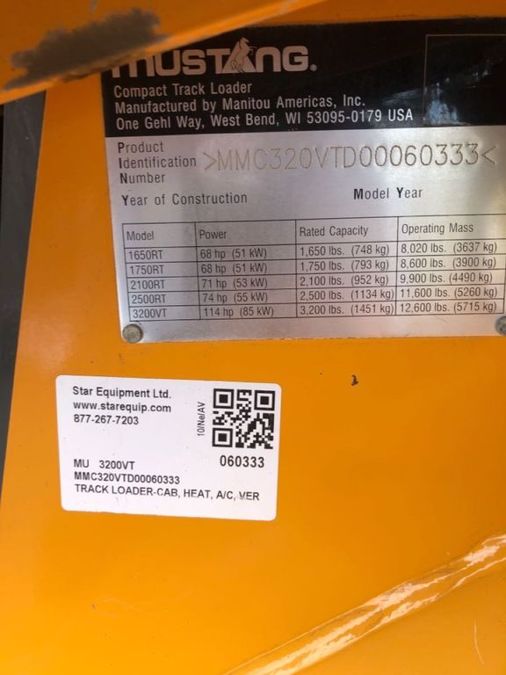 MUSTANG.
Compact Track Loader
Manufactured by Manitou Americas, Inc.
One Gehl Way, West Bend, WI 53095-0179 USA
Product
Identification >MMC320VTD00060333<
Number
Year of Construction Model Year
Model Power Rated Capacity Operating Mass
1650RT 68 hp (51 kW) 1,650 lbs. (748 kg) 8,020 lbs. (3637 kg)
1750RT 68 hp (51 kW) 1,750 lbs. (793 kg) 8,600 lbs. (3900 kg)
2100RT 71 hp (53 kW) 2,100 lbs. (952 kg) 9,900 lbs. (4490 kg)
2500RT 74 hp (55 kW) 2,500 lbs. (1134 kg) 11,600 lbs. (5260 kg)
3200VT 114 hp (85 kW) 3,200 lbs. (1451 kg) 12,600 lbs. (5715 kg)
Star Equipment Ltd.
www.starequip.com
877-267-7203
10/Ne/AV
060333
MU 3200VT
MMC320VTD00060333
TRACK LOADER-CAB, HEAT, A/C, VER